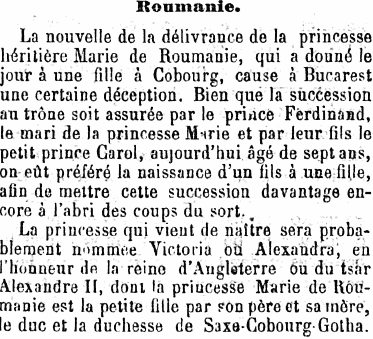 Roumanie.
La nouvelle de la délivrance de la princesse
héritière Marie de Roumanie, qui a donné le
jour à une fille à Cobourg, cause à Bucarest
une certaine déception. Bien que la succession
au trône soit assurée par le prince Ferdinand,
le mari de la princesse Marie et par leur fils le
petit prince Carol, aujourd'hui âgé de sept ans,
on eût préféré la naissance d'un fils à une fille,
afin de mettre cette succession davantage en-
core à l'abri des coups du sort.
La princesse qui vient de naître sera proba-
blement nommée Victoria ou Alexandra, en
l'honneur de la reine d'Angleterre ou du tsar
Alexandre II, dont la princesse Marie de Rou-
manie est la petite fille par son père et sa mère,
le duc et la duchesse de Saxe-Cobourg-Gotha.